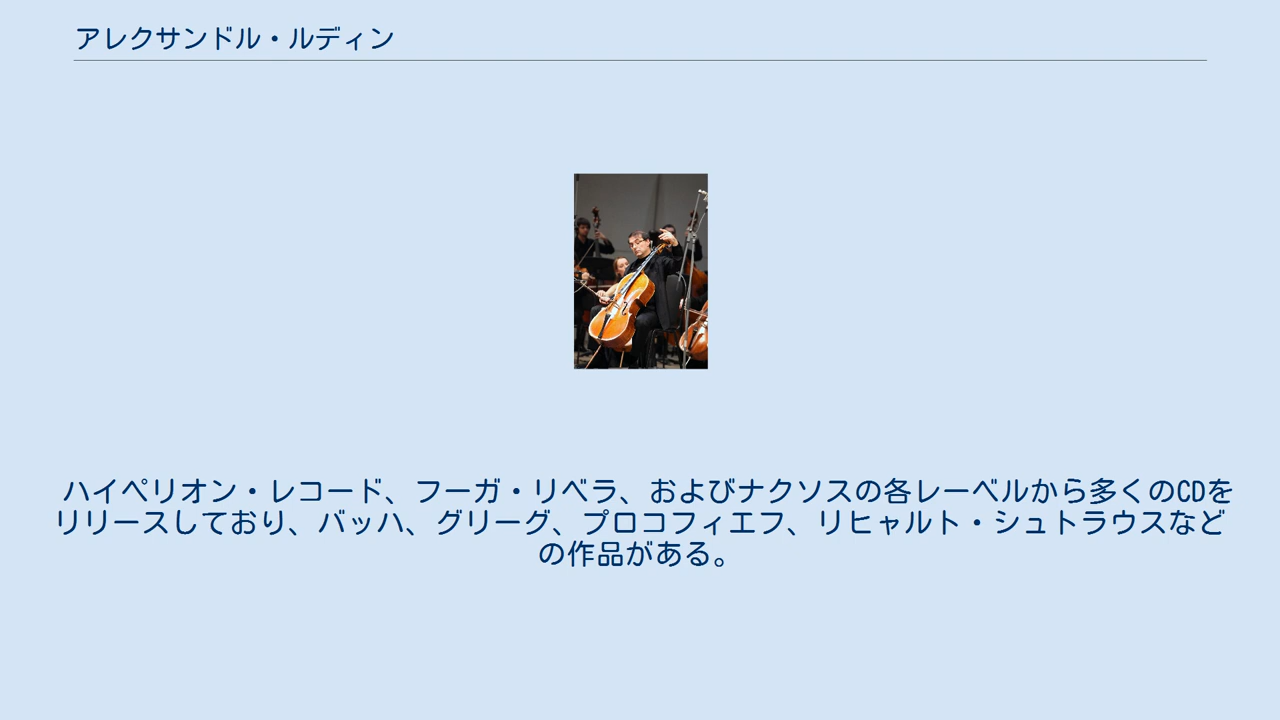 アレクサンドル・ルディン
ハイペリオン・レコード、フーガ・リベラ、およびナクソスの各レーベルから多くのCDを
リリースしており、バッハ、グリーグ、プロコフィエフ、リヒャルト・シュトラウスなど
の作品がある。